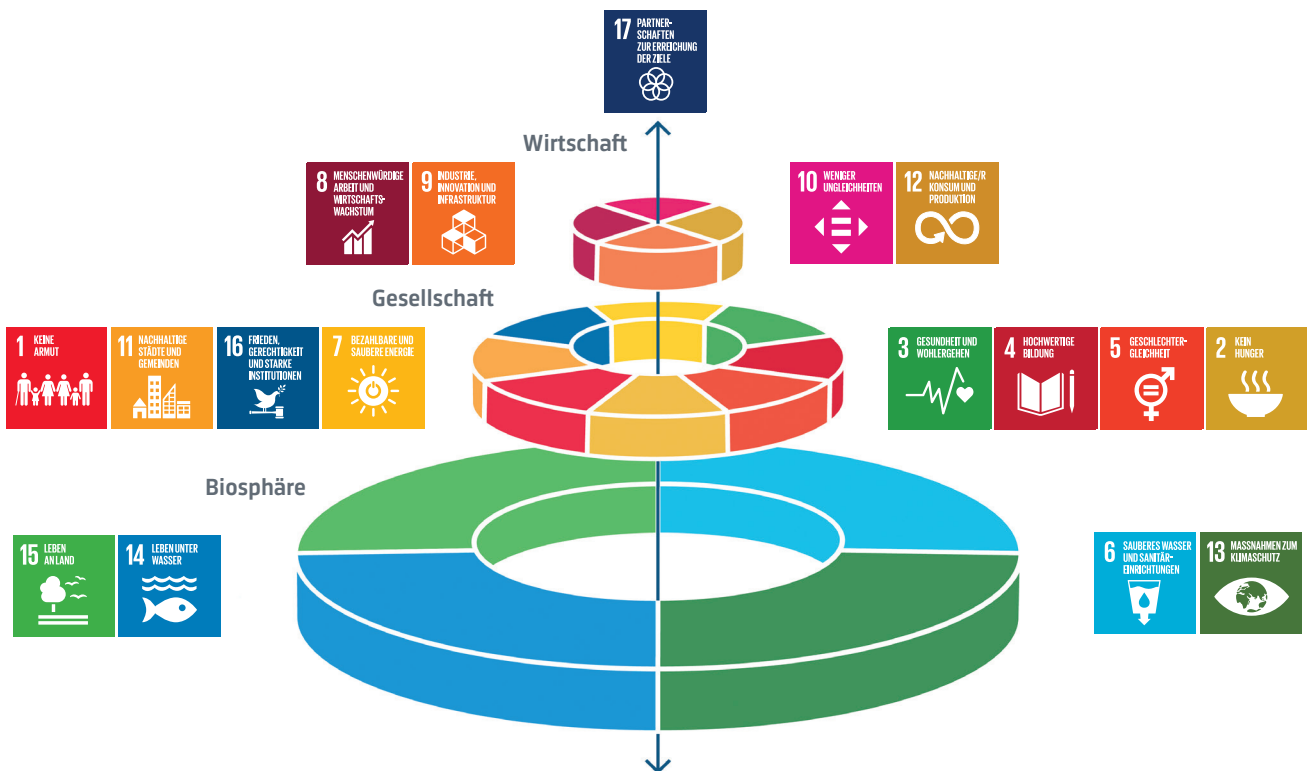 17 PARTNER-
SCHAFTEN
ZUR ERREICHUNG
DER ZIELE
Wirtschaft
8 MENSCHENWÜRDIGE
ARBEIT UND
WIRTSCHAFTS-
WACHSTUM
9 INDUSTRIE,
INNOVATION UND
INFRASTRUKTUR
10 WENIGER
UNGLEICHHEITEN
12 NACHHALTIGE/R
KONSUM UND
PRODUKTION
Gesellschaft
1 KEINE
ARMUT
11 NACHHALTIGE
STÄDTE UND
GEMEINDEN
16 FRIEDEN,
GERECHTIGKEIT
UND STARKE
INSTITUTIONEN
7 BEZAHLBARE UND
SAUBERE ENERGIE
3 GESUNDHEIT UND
WOHLERGEHEN
4 HOCHWERTIGE
BILDUNG
5 GESCHLECHTER-
GLEICHHEIT
2 KEIN
HUNGER
Biosphäre
15 LEBEN
AN LAND
14 LEBEN UNTER
WASSER
6 SAUBERES WASSER
UND SANITÄR-
EINRICHTUNGEN
13 MASSNAHMEN ZUM
KLIMASCHUTZ